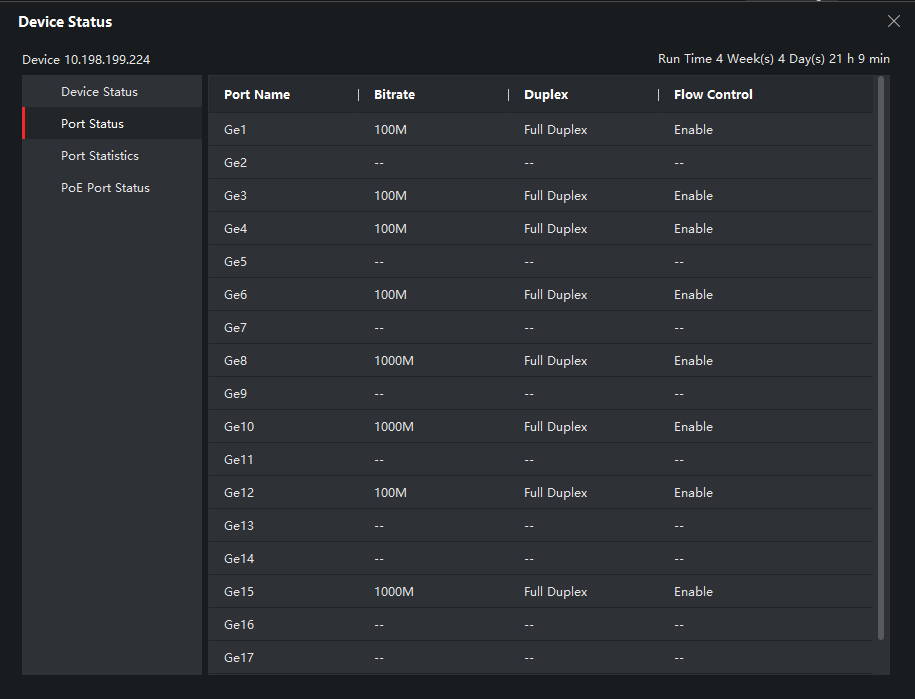 Device Status
Device 10.198.199.224 Run Time 4 Week(s) 4 Day(s) 21 h 9 min
Device Status
Port Status
Port Statistics
PoE Port Status
Port Name | Bitrate | Duplex | Flow Control
Ge1 100M Full Duplex Enable
Ge2 -- -- --
Ge3 100M Full Duplex Enable
Ge4 100M Full Duplex Enable
Ge5 -- -- --
Ge6 100M Full Duplex Enable
Ge7 -- -- --
Ge8 1000M Full Duplex Enable
Ge9 -- -- --
Ge10 1000M Full Duplex Enable
Ge11 -- -- --
Ge12 100M Full Duplex Enable
Ge13 -- -- --
Ge14 -- -- --
Ge15 1000M Full Duplex Enable
Ge16 -- -- --
Ge17 -- -- --